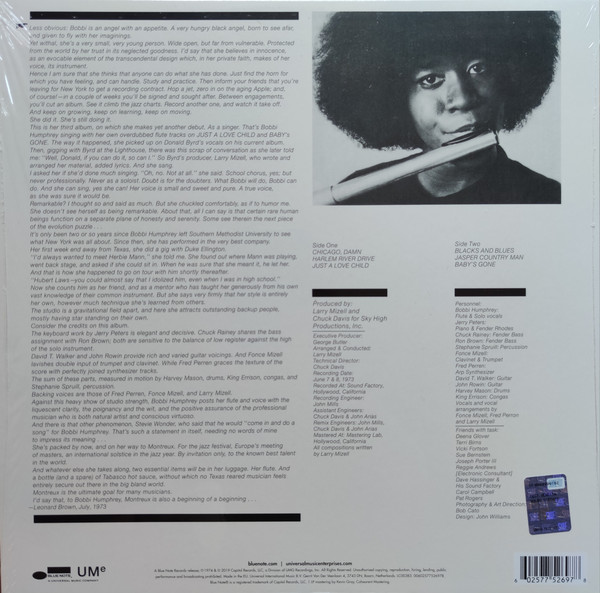 Less obvious: Bobbi is an angel with an appetite. A very hungry black angel, born to see afar,
and given to fly with her imaginings.
Yet withal, she's a very small, very young person. Wide open, but far from vulnerable. Protected
from the world by her trust in its neglected goodness. I'd say that she believes in innocence,
as an evocable element of the transcendental design which, in her private faith, makes of her
voice, its instrument.
Hence I am sure that she thinks that anyone can do what she has done. Just find the horn for
which you have feeling, and can handle. Study and practice. Then inform your friends that you're
leaving for New York to get a recording contract. Hop a jet, zero in on the aging Apple; and,
of course!—in a couple of weeks you'll be signed and sought after. Between engagements,
you'll cut an album. See it climb the jazz charts. Record another one, and watch it take off.
And keep on growing, keep on learning, keep on moving.
She did it. She's still doing it.
This is her third album, on which she makes yet another debut. As a singer. That's Bobbi
Humphrey singing with her own overdubbed flute tracks on JUST A LOVE CHILD and BABY'S
GONE. The way it happened, she picked up on Donald Byrd's vocals on his current album.
Then, gigging with Byrd at the Lighthouse, there was this scrap of conversation as she later told
me: "Well, Donald, if you can do it, so can I." So Byrd's producer, Larry Mizell, who wrote and
arranged her material, added lyrics. And she sang.
I asked her if she'd done much singing. "Oh, no. Not at all." she said. School chorus, yes; but
never professionally. Never as a soloist. Doubt is for the doubters. What Bobbi will do, Bobbi can
do. And she can sing, yes she can! Her voice is small and sweet and pure. A true voice,
as she was sure it would be.
Remarkable? I thought so and said as much. But she chuckled comfortably, as if to humor me.
She doesn't see herself as being remarkable. About that, all I can say is that certain rare human
beings function on a separate plane of honesty and serenity. Some see therein the next piece
of the evolution puzzle . . .
It's only been two or so years since Bobbi Humphrey left Southern Methodist University to see
what New York was all about. Since then, she has performed in the very best company.
Her first week and away from Texas, she did a gig with Duke Ellington.
"I'd always wanted to meet Herbie Mann," she told me. She found out where Mann was playing,
went back stage, and asked if she could sit in. When he was sure that she meant it, he let her.
And that is how she happened to go on tour with him shortly thereafter.
"Hubert Laws—you could almost say that I idolized him, even when I was in high school."
Now she counts him as her friend, and as a mentor who has taught her generously from his own
vast knowledge of their common instrument. But she says very firmly that her style is entirely
her own, however much technique she's learned from others.
The studio is a gravitational field apart, and here she attracts outstanding backup people,
mostly having star standing on their own.
Consider the credits on this album.
The keyboard work by Jerry Peters is elegant and decisive. Chuck Rainey shares the bass
assignment with Ron Brown, both are sensitive to the balance of low register against the high
of the solo instrument.
David T. Walker and John Rowin provide rich and varied guitar voicings. And Fonce Mizell
lavishes double input of trumpet and clavinet. While Fred Perren graces the texture of the
score with perfectly joined synthesizer tracks.
The sum of these parts, measured in motion by Harvey Mason, drums, King Errison, congas, and
Stephanie Spruill, percussion.
Backing voices are those of Fred Perren, Fonce Mizell, and Larry Mizell.
Against this heavy show of studio strength, Bobbi Humphrey posts her flute and voice with the
liquescent clarity, the poignancy and the wit, and the positive assurance of the professional
musician who is both natural artist and conscious virtuoso.
And there is that other phenomenon, Stevie Wonder, who said that he would "come in and do a
song" for Bobbi Humphrey. That's such a statement in itself, needing no words of mine
to impress its meaning . . .
She's packed by now, and on her way to Montreux. For the jazz festival, Europe's meeting
of masters, an international solstice in the jazz year. By invitation only, to the known best talent
in the world.
And whatever else she takes along, two essential items will be in her luggage. Her flute. And
a bottle (and a spare) of Tabasco hot sauce, without which no Texas reared musician feels
entirely secure out there in the big bland world.
Montreux is the ultimate goal for many musicians.
I'd say that, to Bobbi Humphrey, Montreux is also a beginning of a beginning . . .
—Leonard Brown, July, 1973
Side One
CHICAGO, DAMN
HARLEM RIVER DRIVE
JUST A LOVE CHILD
Side Two
BLACKS AND BLUES
JASPER COUNTRY MAN
BABY'S GONE
Produced by:
Larry Mizell and
Chuck Davis for Sky High
Productions, Inc.
Executive Producer:
George Butler
Arranged & Conducted:
Larry Mizell
Technical Director:
Chuck Davis
Recording Date:
June 7 & 8, 1973
Recorded At: Sound Factory,
Hollywood, California
Recording Engineer:
John Mills
Assistant Engineers:
Chuck Davis & John Arias
Remix Engineers: John Mills,
Chuck Davis & John Arias
Mastered At: Mastering Lab,
Hollywood, California
All compositions written
by Larry Mizell
Personnel:
Bobbi Humphrey:
Flute & Solo vocals
Jerry Peters:
Piano & Fender Rhodes
Chuck Rainey: Fender Bass
Ron Brown: Fender Bass
Stephanie Spruill: Percussion
Fonce Mizell:
Clavinet & Trumpet
Fred Perren:
Arp Synthesizer
David T. Walker: Guitar
John Rowin: Guitar
Harvey Mason: Drums
King Errison: Congas
Vocals and vocal
arrangements by
Fonce Mizell, Fred Perron
and Larry Mizell
Friends with task:
Deena Glover
Terri Binns
Vicki Fortson
Sue Bernstein
Joseph Porter III
Reggie Andrews
[Electronic Consultant]
Dave Hassinger &
His Sound Factory
Carol Campbell
Pat Rogers
Photography & Art Direction:
Bob Cato
Design: John Williams
BLUE NOTE
UMe
bluenote.com | universalmusicenterprises.com
8 02577 52697 8